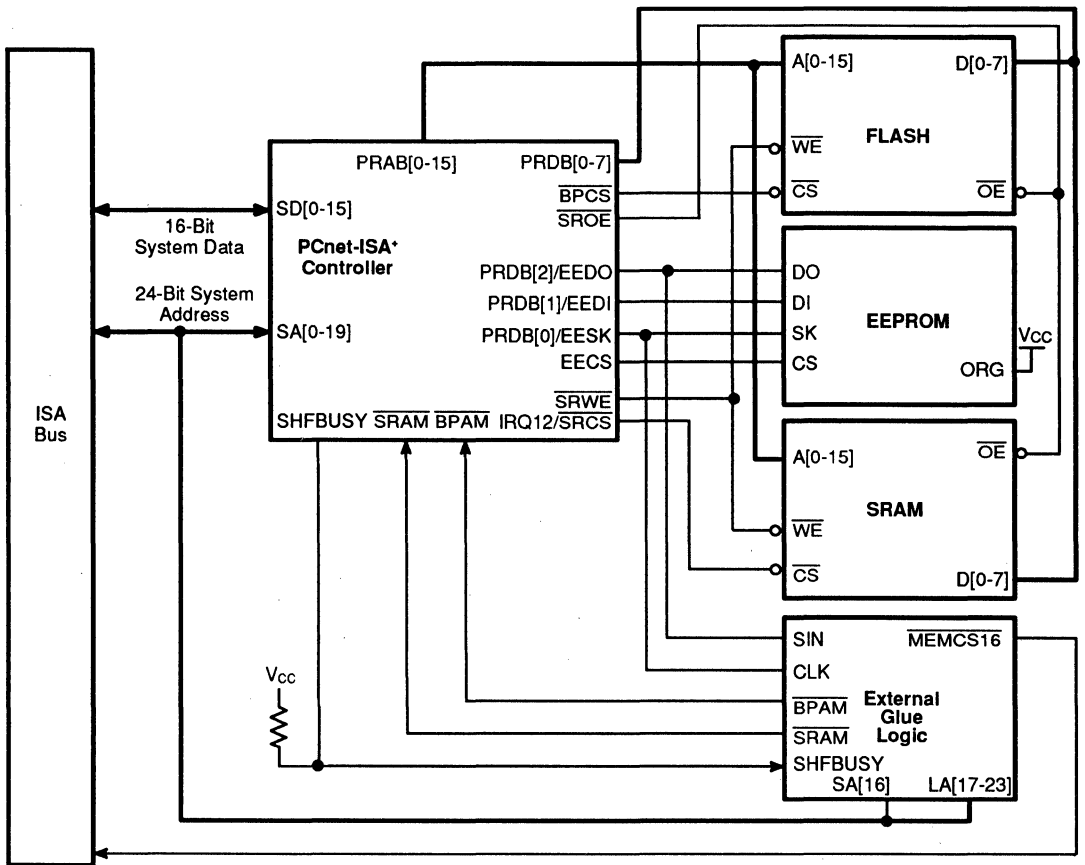 ISA
Bus
16-Bit
System Data
24-Bit System
Address
PRAB[0-15]
PRDB[0-7]
BPCS
SROE
SD[0-15]
PCnet-ISA+
Controller
PRDB[2]/EEDO
PRDB[1]/EEDI
PRDB[0]/EESK
EECS
SA[0-19]
SRWE
SHFBUSY SRAM BPAM IRQ12/SRCS
A[0-15]
D[0-7]
FLASH
WE
CS
OE
DO
DI
EEPROM
SK
CS
VCC
ORG
A[0-15]
OE
SRAM
WE
CS
D[0-7]
SIN
MEMCS16
CLK
BPAM
External
Glue
Logic
SRAM
SHFBUSY
SA[16]
LA[17-23]
VCC